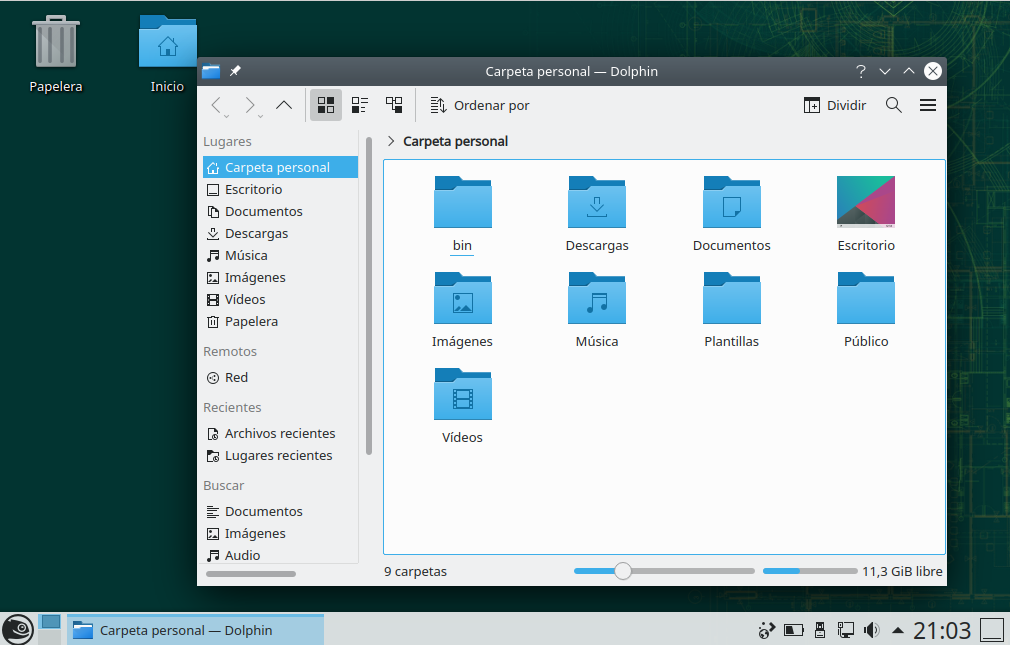 Papelera
Inicio
Carpeta personal — Dolphin
Ordenar por
Dividir
Lugares
Carpeta personal
Escritorio
Documentos
Descargas
Música
Imágenes
Vídeos
Papelera
Remotos
Red
Recientes
Archivos recientes
Lugares recientes
Buscar
Documentos
Imágenes
Audio
Carpeta personal
bin
Descargas
Documentos
Escritorio
Imágenes
Música
Plantillas
Público
Vídeos
9 carpetas
11,3 GiB libre
Carpeta personal — Dolphin
21:03